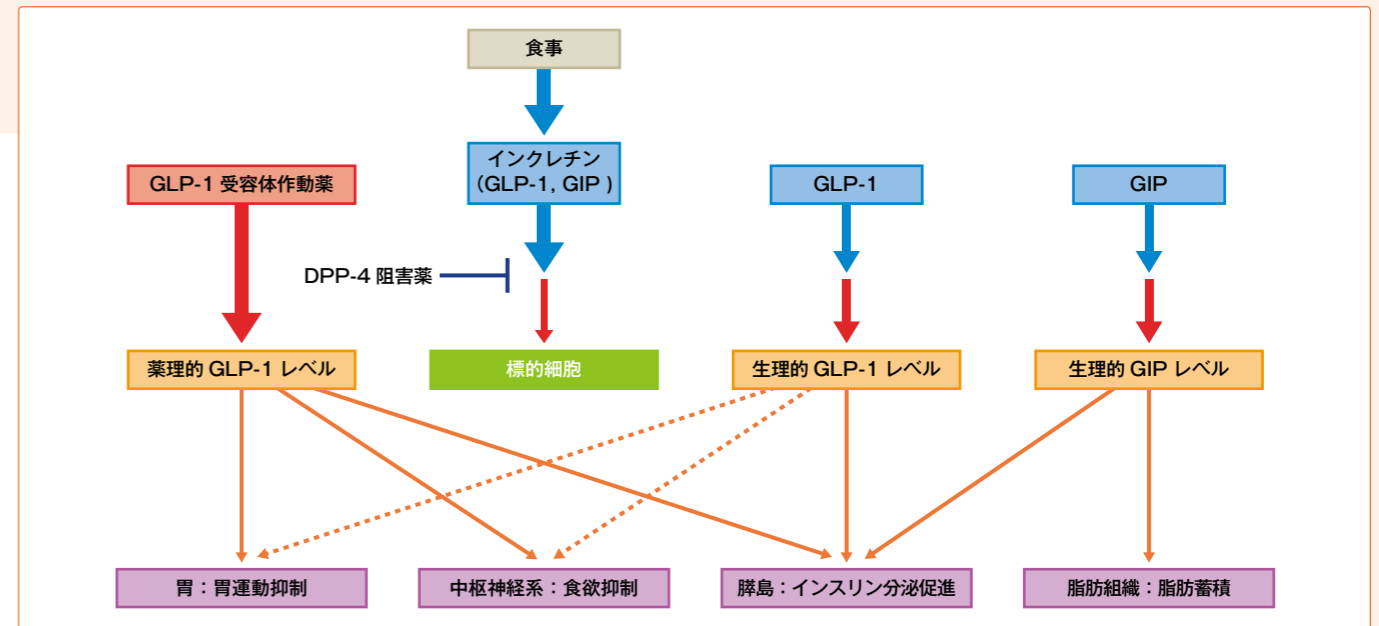 食事
インクレチン
（GLP-1, GIP ）
GLP-1 受容体作動薬
GLP-1
GIP
DPP-4 阻害薬
薬理的 GLP-1 レベル
標的細胞
生理的 GLP-1 レベル
生理的 GIP レベル
胃：胃運動抑制
中枢神経系：食欲抑制
膵島：インスリン分泌促進
脂肪組織：脂肪蓄積